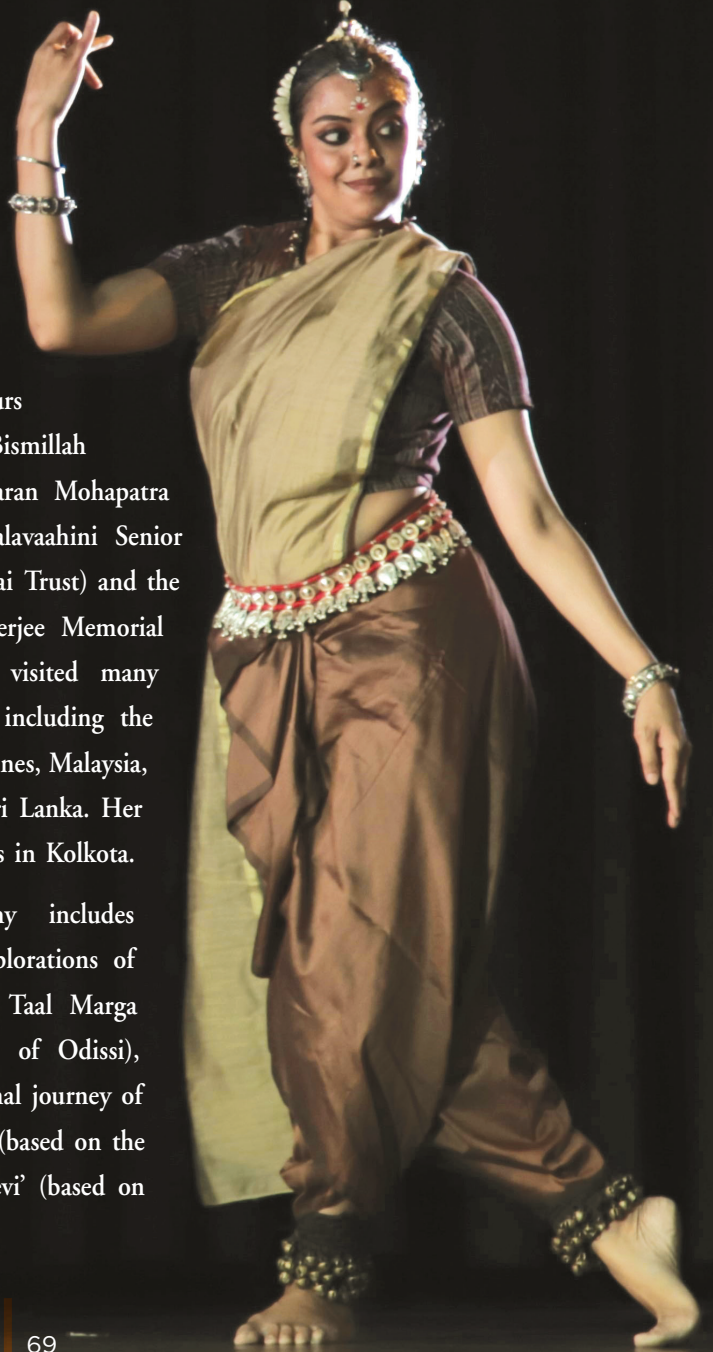 urs
Bismillah
aran Mohapatra
alavaahini Senior
ai Trust) and the
erjee Memorial
visited many
including the
nes, Malaysia,
ri Lanka. Her
s in Kolkota.
ny includes
plorations of
Taal Marga
of Odissi),
nal journey of
(based on the
evi’ (based on
69